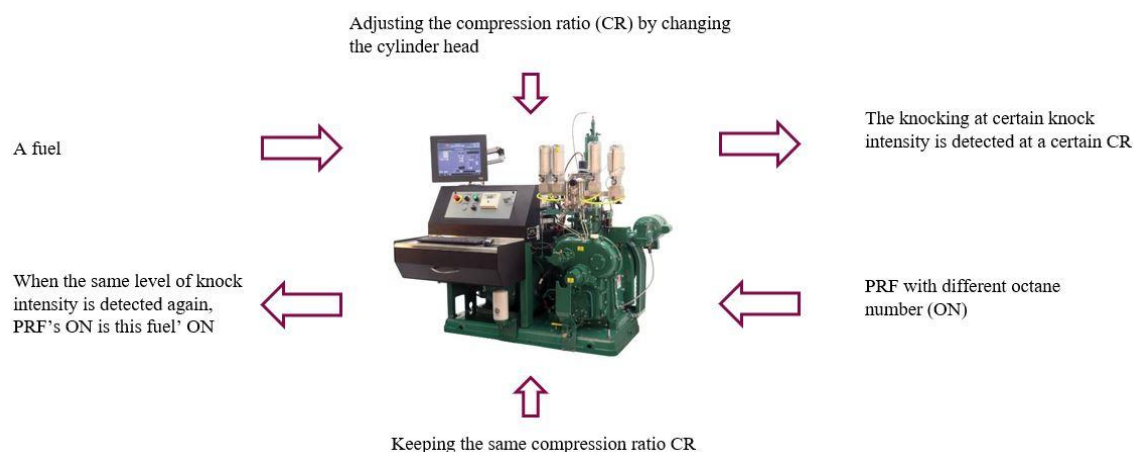 Adjusting the compression ratio (CR) by changing
the cylinder head
A fuel
The knocking at certain knock
intensity is detected at a certain CR
When the same level of knock
intensity is detected again,
PRF’s ON is this fuel’ ON
PRF with different octane
number (ON)
Keeping the same compression ratio CR